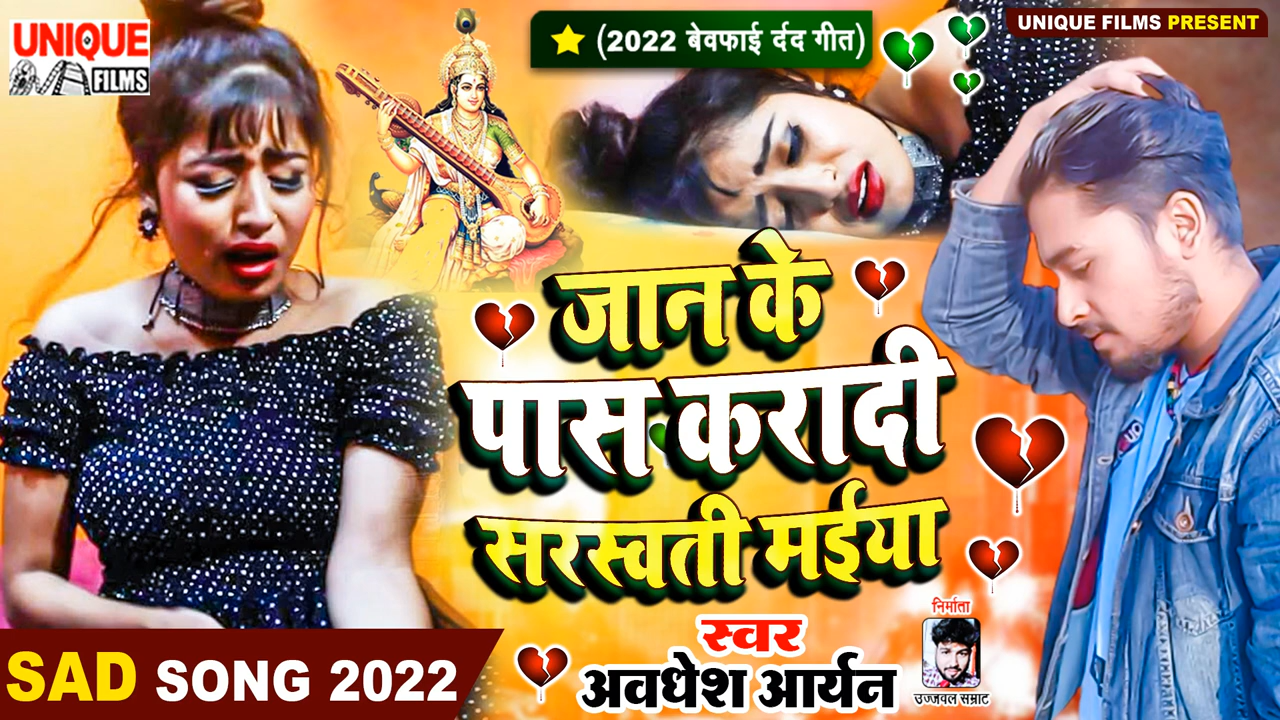 UNIQUE
FILMS
★ (2022 बेवफाई दर्द गीत)
UNIQUE FILMS PRESENT
जान के
पास करादी
सरस्वती मईया
स्वर
अवधेश आर्यन
निर्माता
उज्जवल सम्राट
SAD SONG 2022